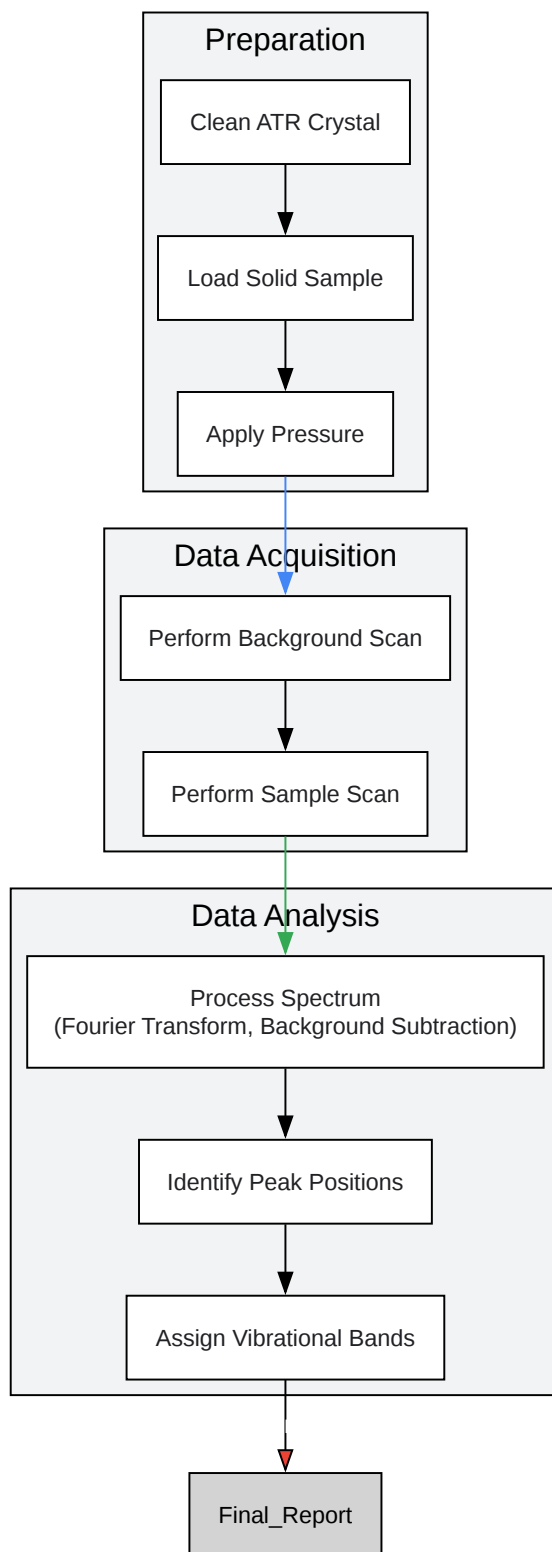 Preparation
Clean ATR Crystal
Load Solid Sample
Apply Pressure
Data Acquisition
Perform Background Scan
Perform Sample Scan
Data Analysis
Process Spectrum
(Fourier Transform, Background Subtraction)
Identify Peak Positions
Assign Vibrational Bands
Final_Report